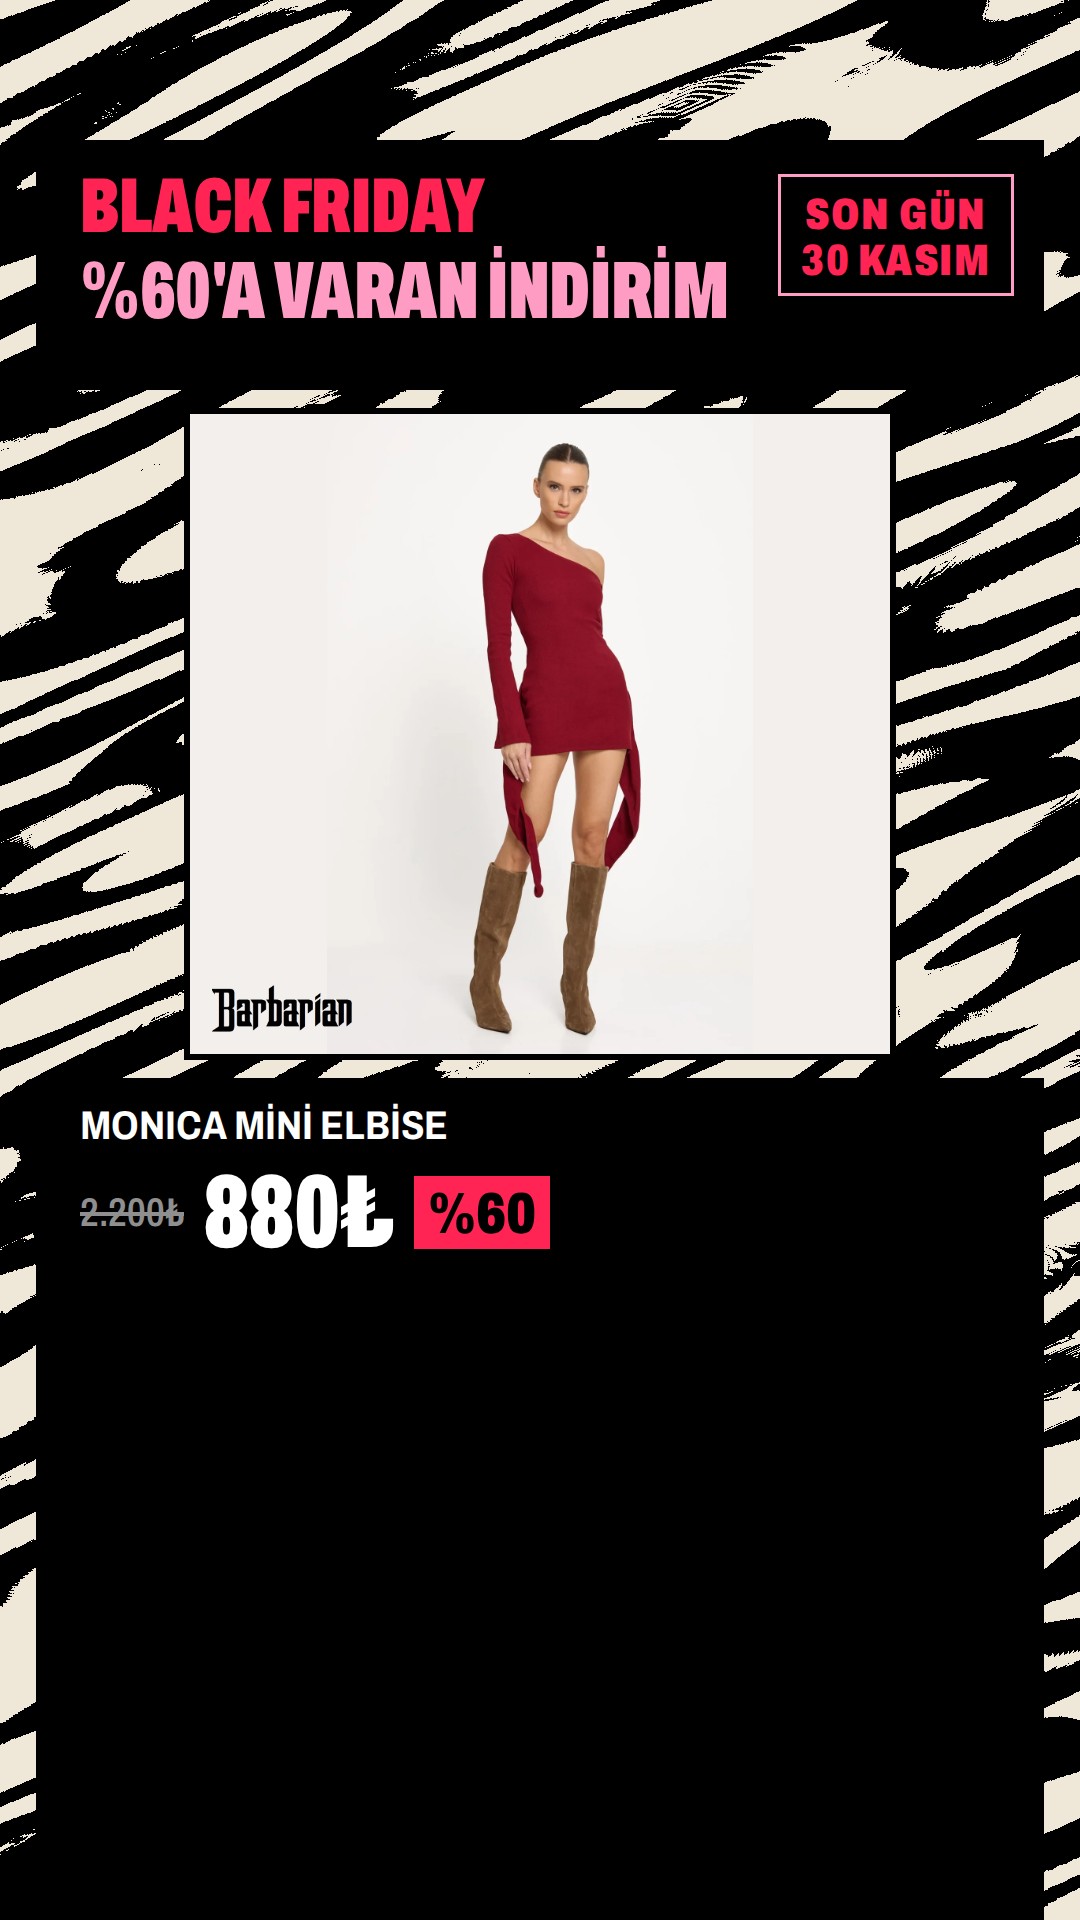 BLACK FRIDAY
%60'A VARAN İNDİRİM
SON GÜN
30 KASIM
Barbarian
MONICA MİNİ ELBİSE
2.200₺ 880₺ %60